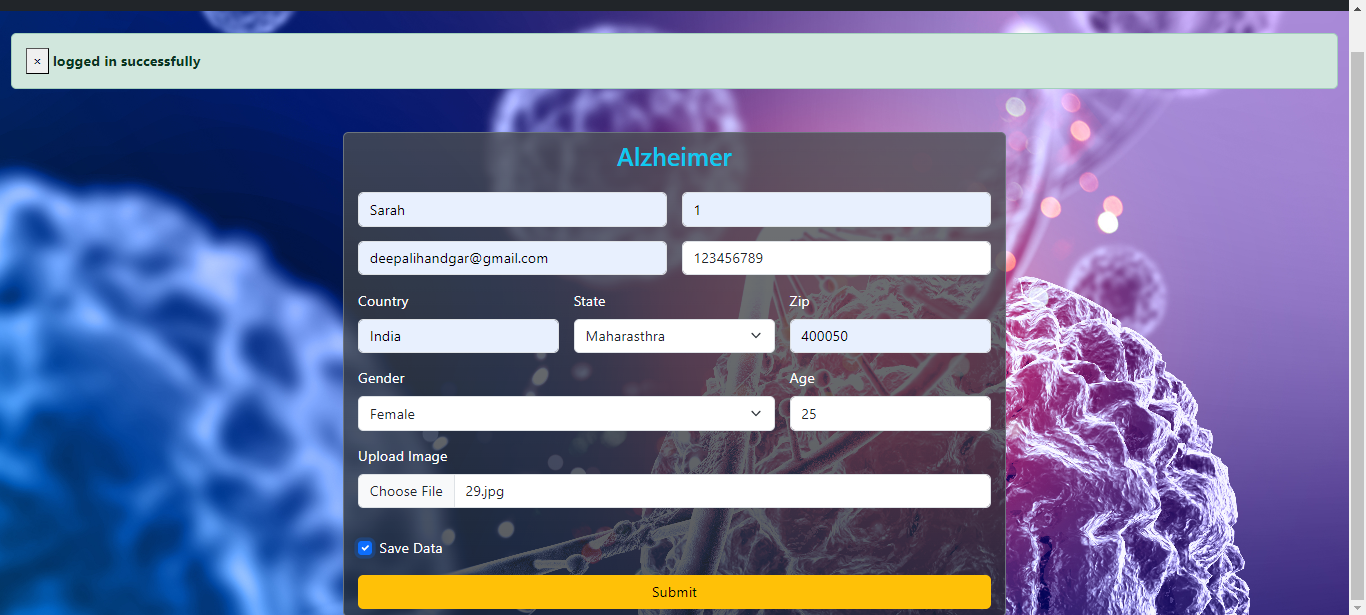 × logged in successfully
Alzheimer
Sarah 1
deepalihandgar@gmail.com 123456789
Country State Zip
India Maharasthra 400050
Gender Age
Female 25
Upload Image
Choose File 29.jpg
Save Data
Submit